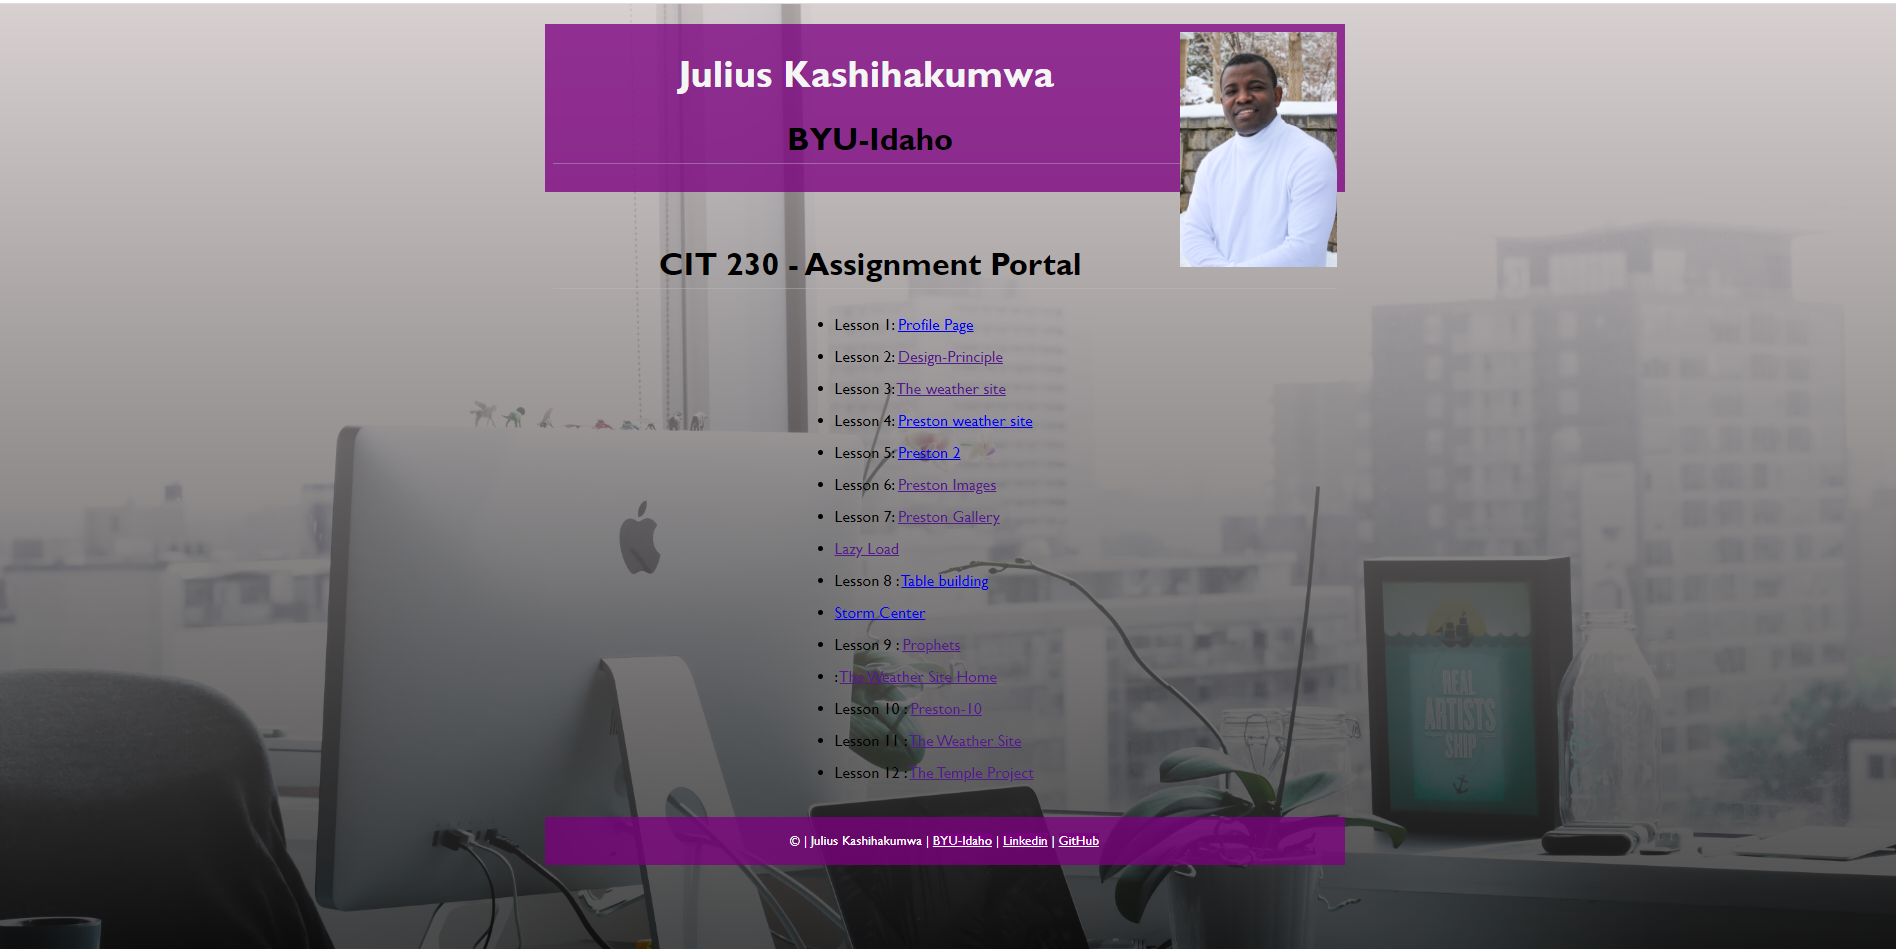 Julius Kashihakumwa
BYU-Idaho
CIT 230 - Assignment Portal
Lesson 1: Profile Page
Lesson 2: Design-Principle
Lesson 3: The weather site
Lesson 4: Preston weather site
Lesson 5: Preston 2
Lesson 6: Preston Images
Lesson 7: Preston Gallery
Lazy Load
Lesson 8 : Table building
Storm Center
Lesson 9 : Prophets
: The Weather Site Home
Lesson 10 : Preston-10
Lesson 11 : The Weather Site
Lesson 12 : The Temple Project
REAL
ARTISTS
SHIP
© | Julius Kashihakumwa | BYU-Idaho | Linkedin | GitHub